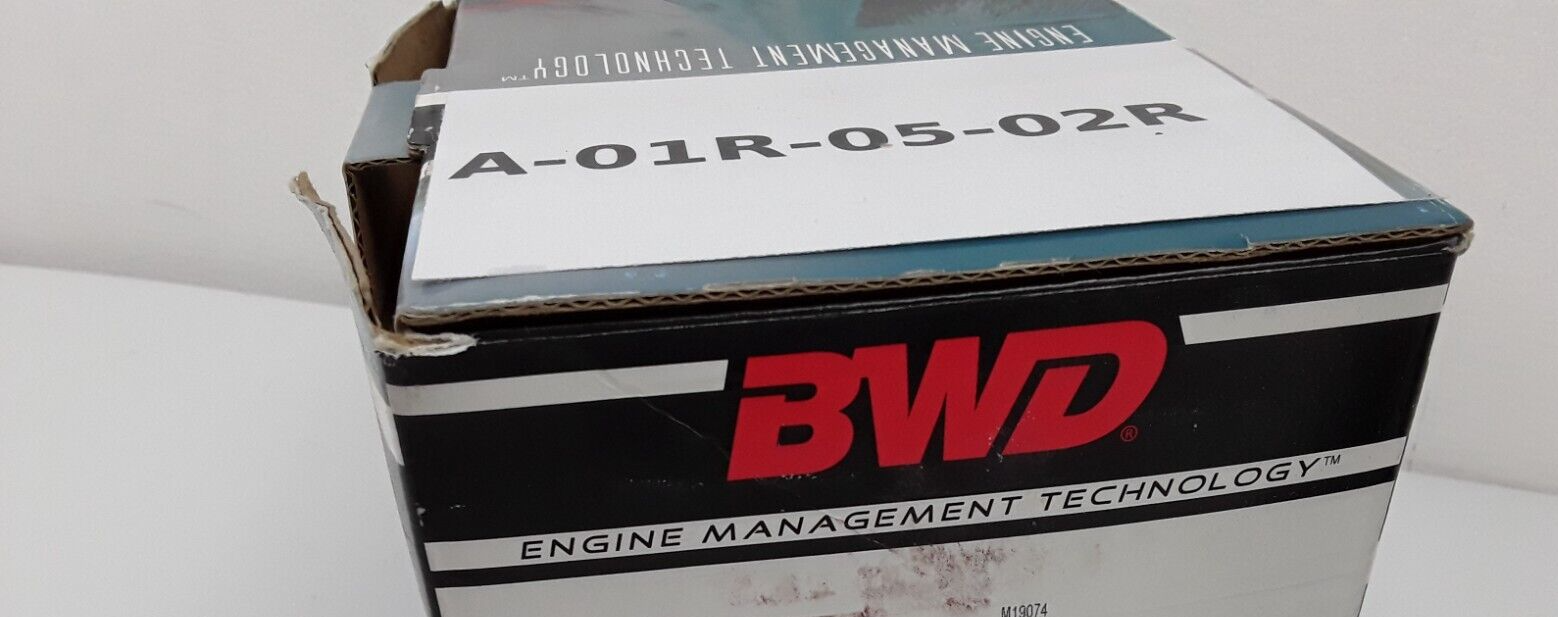 ENGINE MANAGEMENT TECHNOLOGY™
A-01R-05-02R
BWD®
ENGINE MANAGEMENT TECHNOLOGY™
M19074